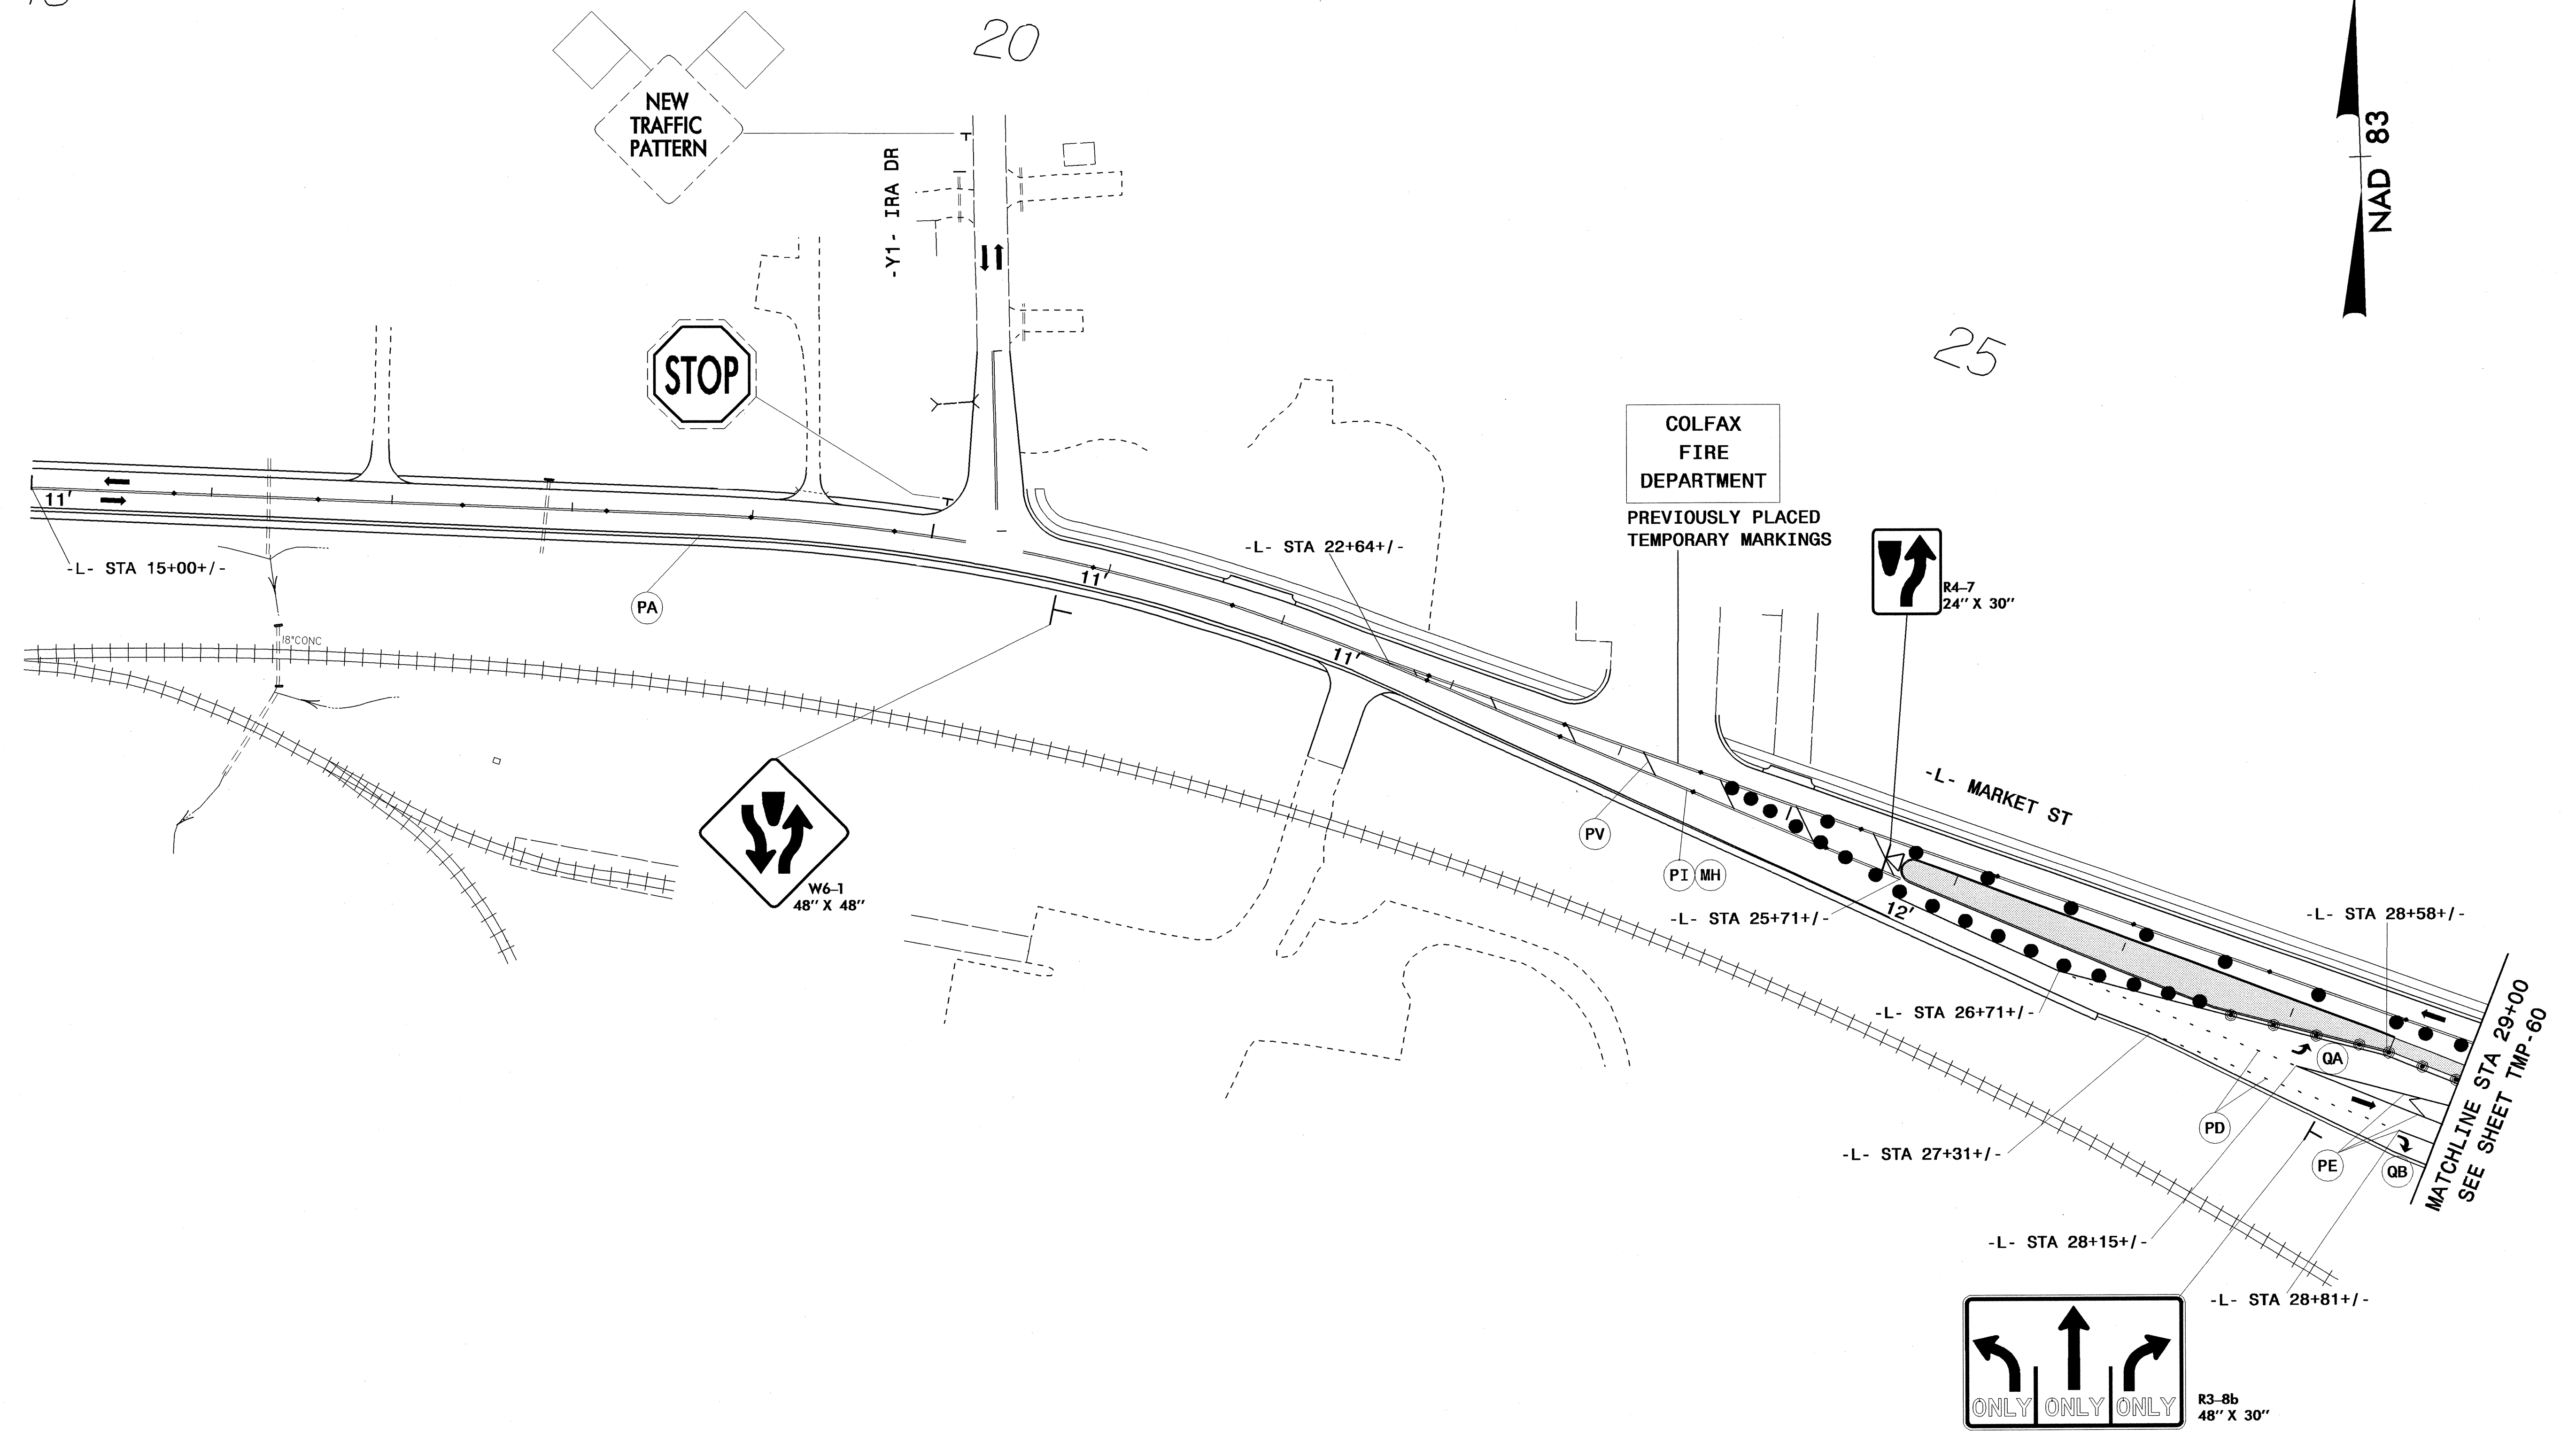 20
NEW
TRAFFIC
PATTERN
NAD 83
-Y1- IRA DR
STOP
25
COLFAX
FIRE
DEPARTMENT
PREVIOUSLY PLACED
TEMPORARY MARKINGS
11'
-L- STA 15+00+/-
-L- STA 22+64+/-
11'
R4-7
24" X 30"
PA
18"CONC
11'
-L- MARKET ST
PV
PI
MH
W6-1
48" X 48"
-L- STA 25+71+/-
12'
-L- STA 28+58+/-
-L- STA 26+71+/-
QA
PD
-L- STA 27+31+/-
PE
QB
MATCHLINE STA 29+00
SEE SHEET TMP-60
-L- STA 28+15+/-
-L- STA 28+81+/-
ONLY ONLY ONLY
R3-8b
48" X 30"